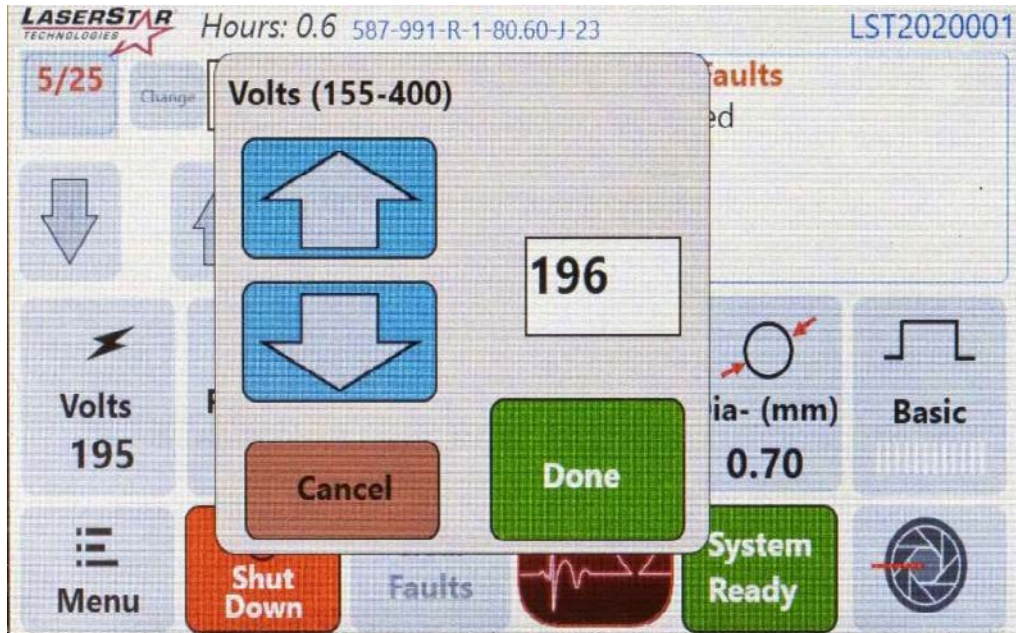 LASERSTAR
TECHNOLOGIES
Hours: 0.6
587-991-R-1-80.60-J-23
LST2020001
5/25
Change
Volts (155-400)
196
Cancel
Done
Faults
Volts
195
ia- (mm)
0.70
Basic
Menu
Shut
Down
Faults
System
Ready